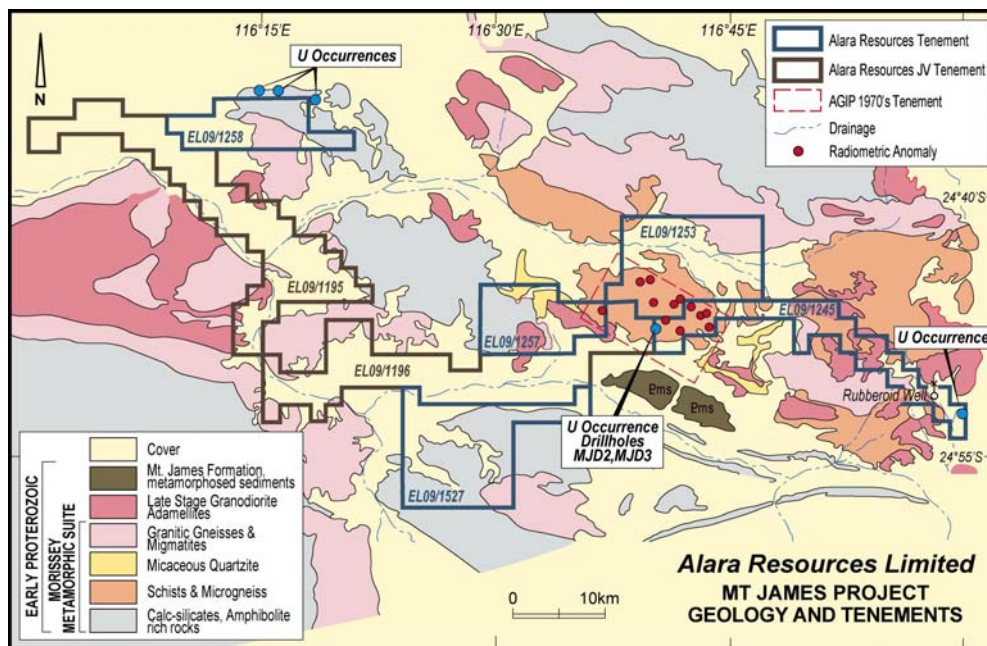 116°15'
116°30'
116°45'
N
U Occurrences
Alara Resources Tenement
Alara Resources JV Tenement
AGIP 1970's Tenement
Drainage
Radiometric Anomaly
EL09/1258
24°40'S
EL09/1253
EL09/1195
EL09/1245
EL09/1257
U Occurrence
EL09/1196
Rubberoid Well
Pms
Pms
U Occurrence
Drillholes
MJD2,MJD3
24°55'S
EL09/1527
Cover
Mt. James Formation,
metamorphosed sediments
Late Stage Granodiorite
Adamellites
Granitic Gneisses &
Migmatites
Micaceous Quartzite
Schists & Microgneiss
Calc-silicates, Amphibolite
rich rocks
EARLY PROTEROZOIC
MORISSEY
METAMORPHIC SUITE
0 10km
Alara Resources Limited
MT JAMES PROJECT
GEOLOGY AND TENEMENTS